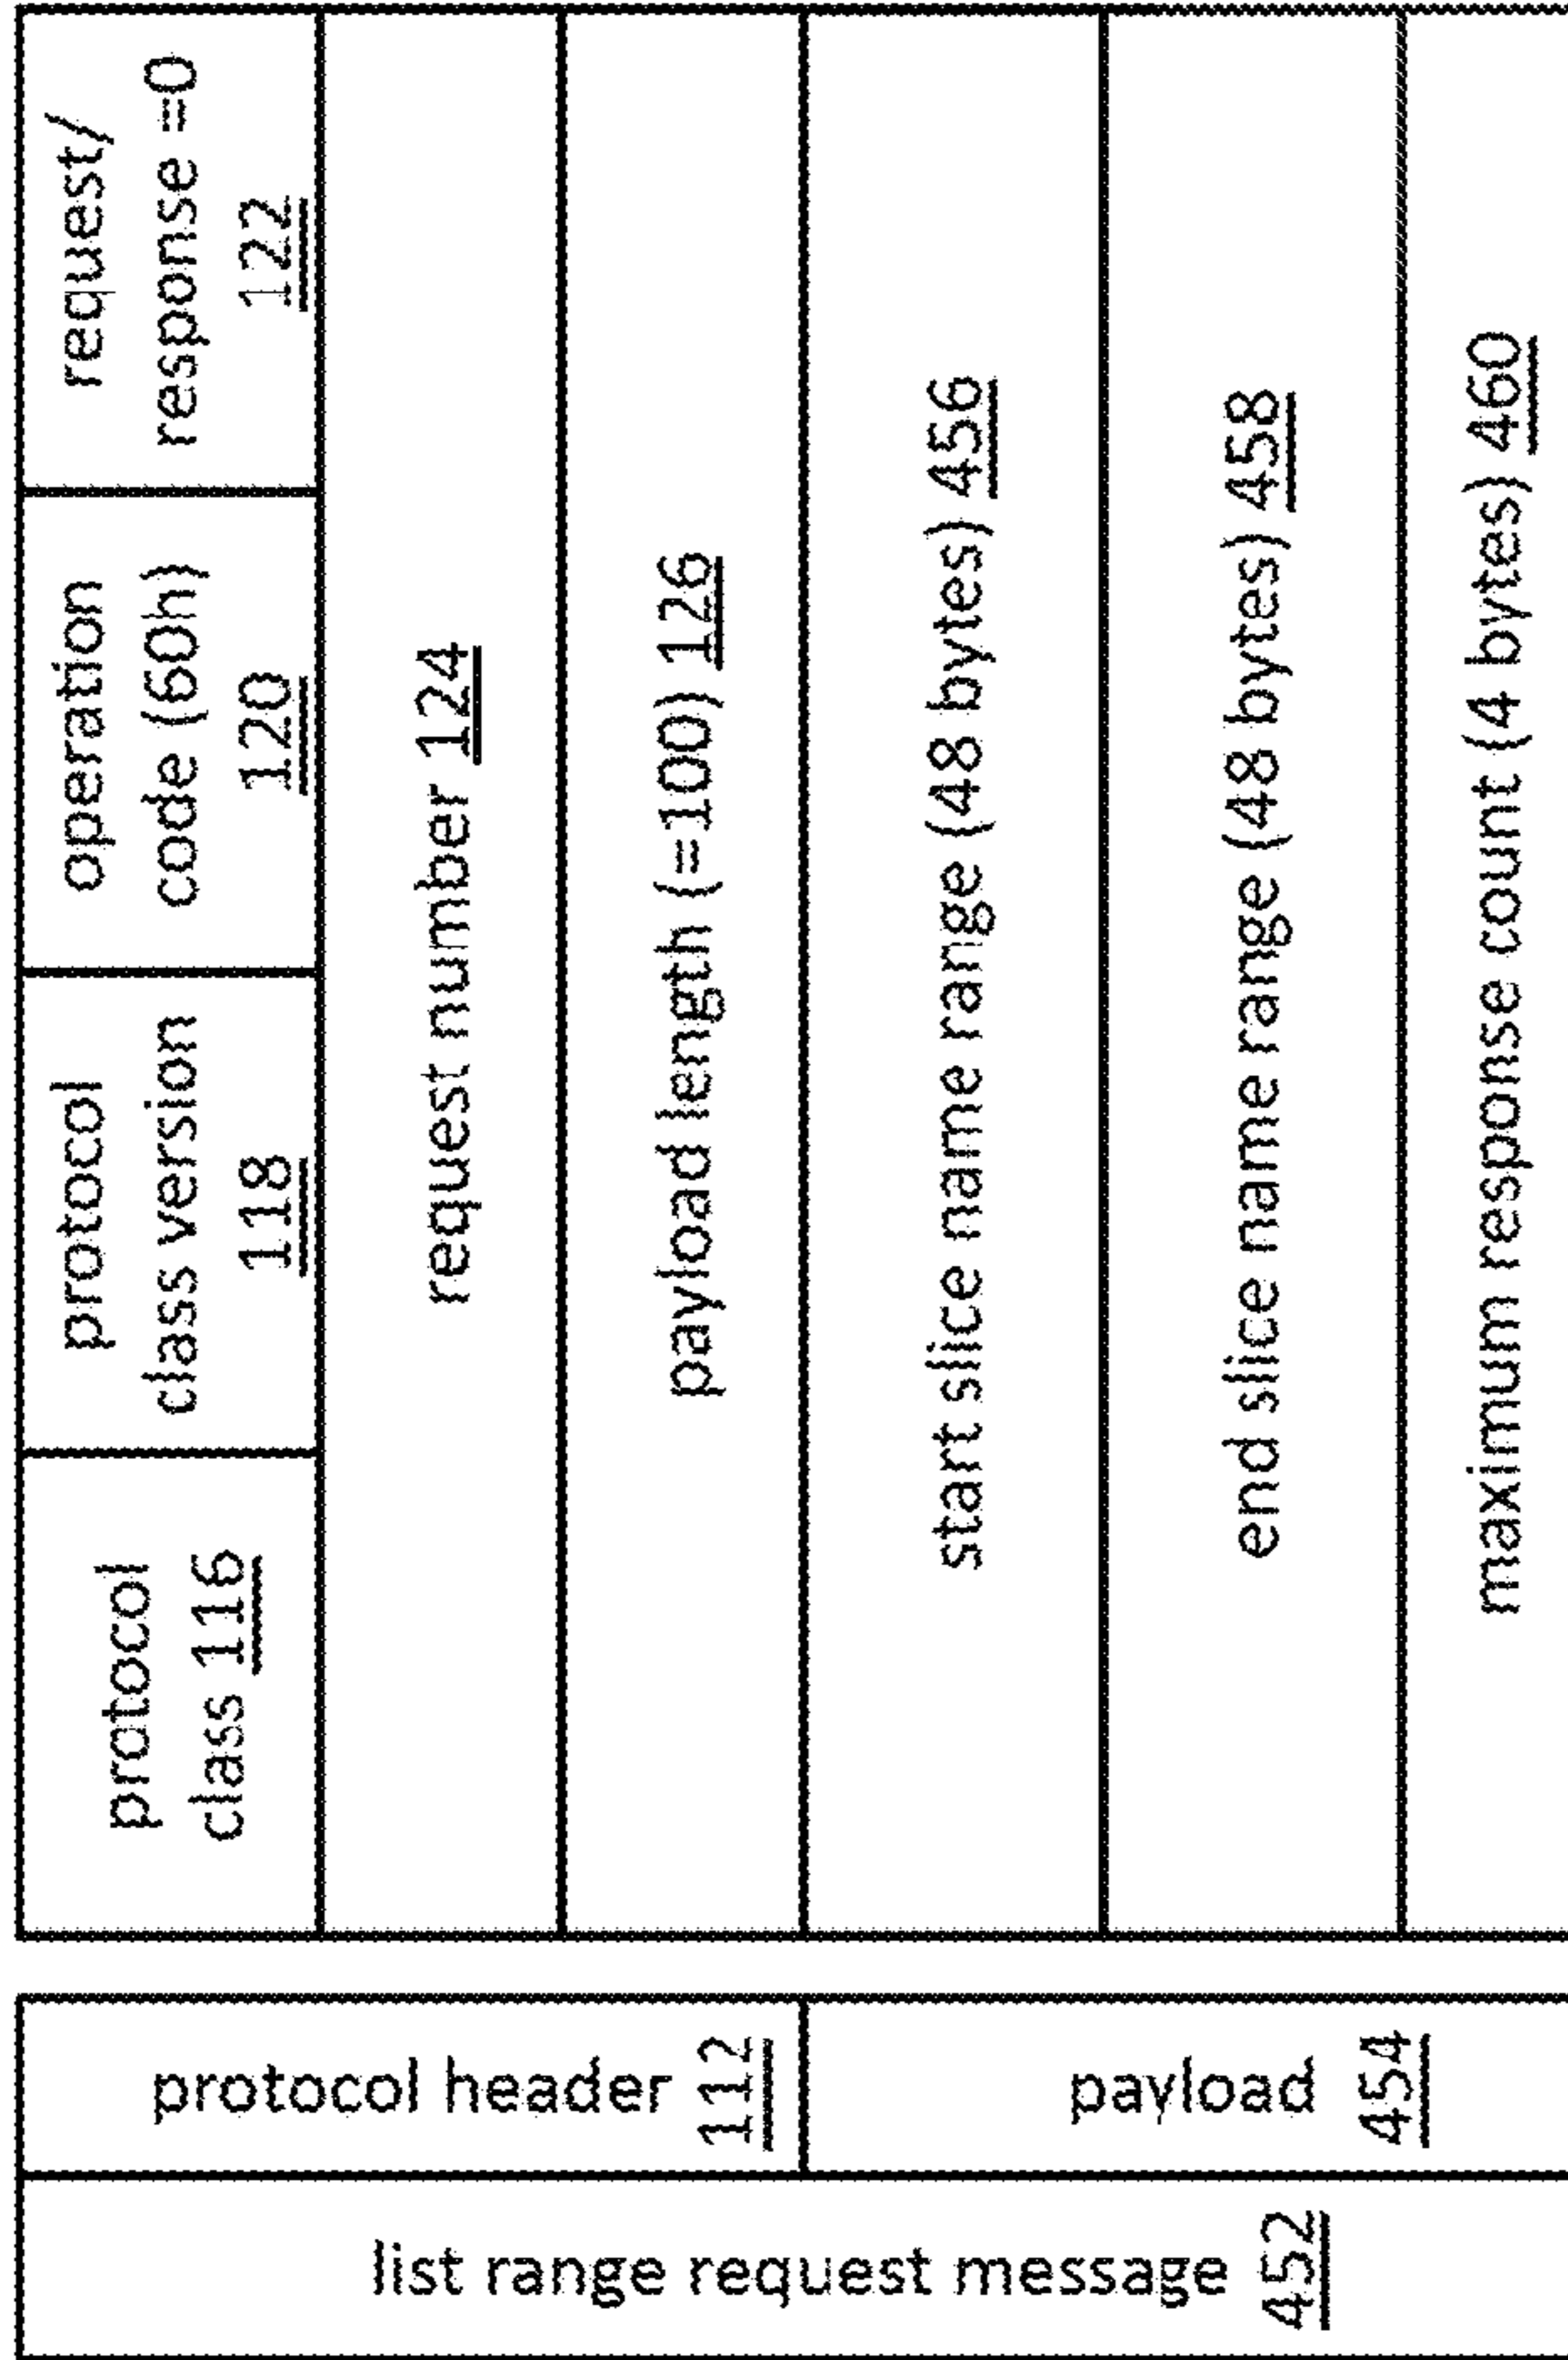 list range request message 452
protocol header 112
payload 454
protocol
class 116
protocol
class version
118
operation
code (60h)
120
request/
response =0
122
request number 124
payload length (=100) 126
start slice name range (48 bytes) 456
end slice name range (48 bytes) 458
maximum response count (4 bytes) 460